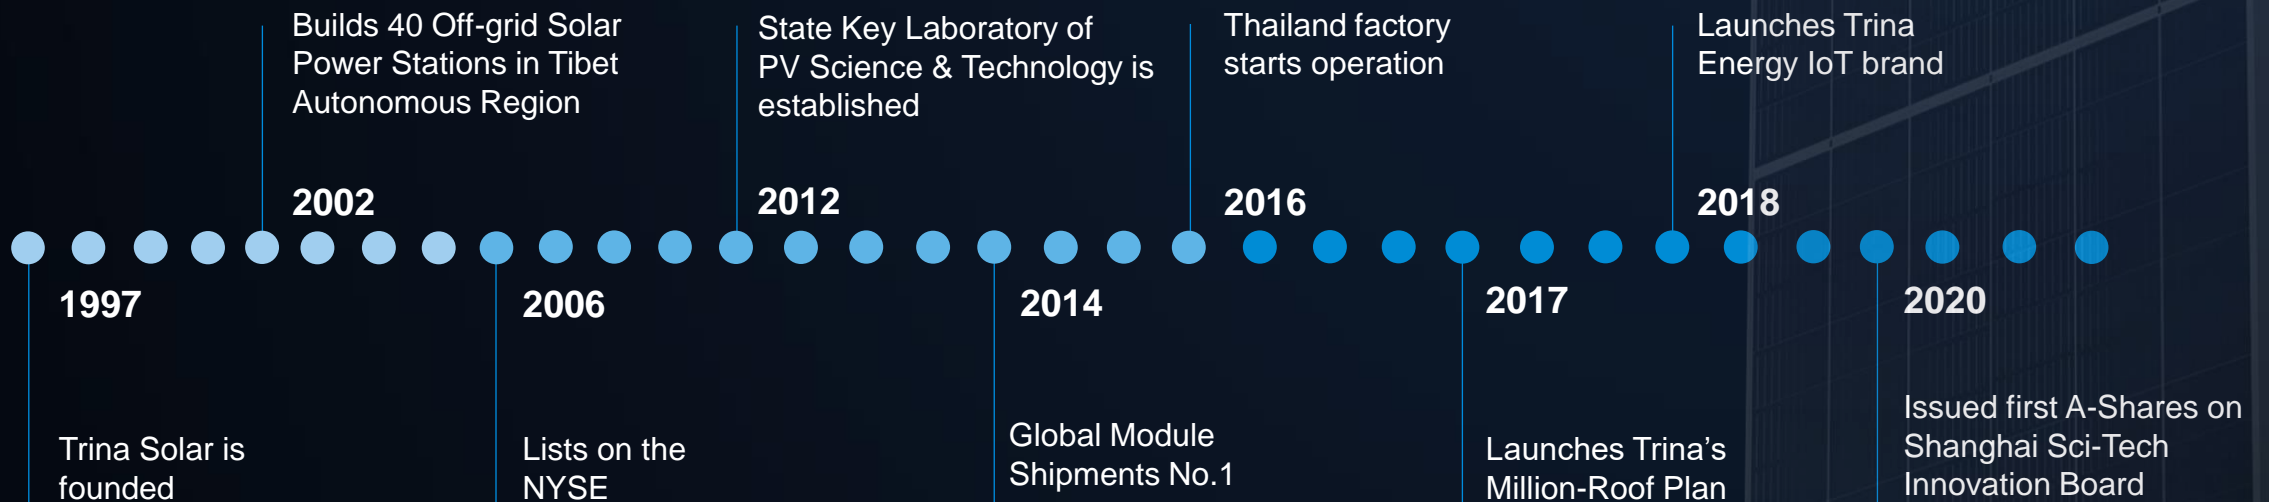 Builds 40 Off-grid Solar
Power Stations in Tibet
Autonomous Region
2002
State Key Laboratory of
PV Science & Technology is
established
2012
Thailand factory
starts operation
2016
Launches Trina
Energy IoT brand
2018
1997
Trina Solar is
founded
2006
Lists on the
NYSE
2014
Global Module
Shipments No.1
2017
Launches Trina’s
Million-Roof Plan
2020
Issued first A-Shares on
Shanghai Sci-Tech
Innovation Board